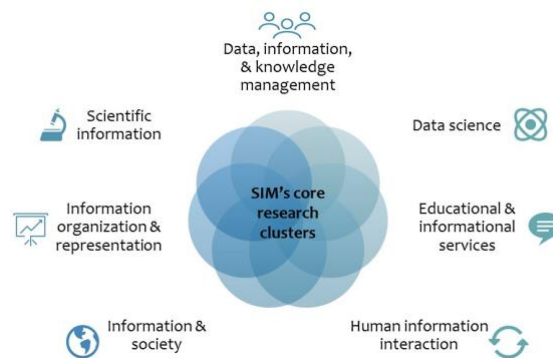 Data, information,
& knowledge
management
Scientific
information
Data science
SIM's core
research
clusters
Information
organization &
representation
Educational &
informational
services
Information &
society
Human information
interaction